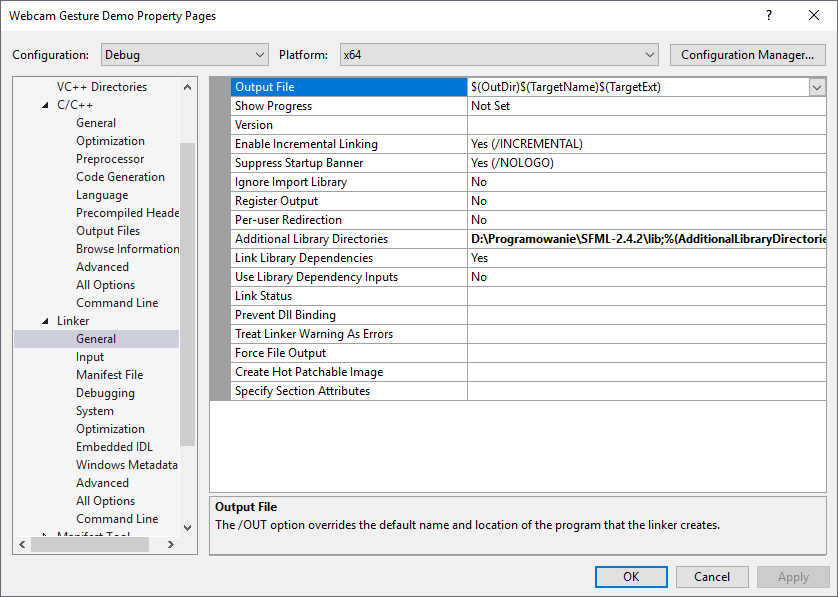 Webcam Gesture Demo Property Pages
?
Configuration: Debug Platform: x64 Configuration Manager...
VC++ Directories
C/C++
General
Optimization
Preprocessor
Code Generation
Language
Precompiled Heade
Output Files
Browse Information
Advanced
All Options
Command Line
Linker
General
Input
Manifest File
Debugging
System
Optimization
Embedded IDL
Windows Metadata
Advanced
All Options
Command Line
Manifest Tool
Output File $(OutDir)$(TargetName)$(TargetExt)
Show Progress Not Set
Version
Enable Incremental Linking Yes (/INCREMENTAL)
Suppress Startup Banner Yes (/NOLOGO)
Ignore Import Library No
Register Output No
Per-user Redirection No
Additional Library Directories D:\Programowanie\SFML-2.4.2\lib;%(AdditionalLibraryDirectorie
Link Library Dependencies Yes
Use Library Dependency Inputs No
Link Status
Prevent Dll Binding
Treat Linker Warning As Errors
Force File Output
Create Hot Patchable Image
Specify Section Attributes
Output File
The /OUT option overrides the default name and location of the program that the linker creates.
OK Cancel Apply